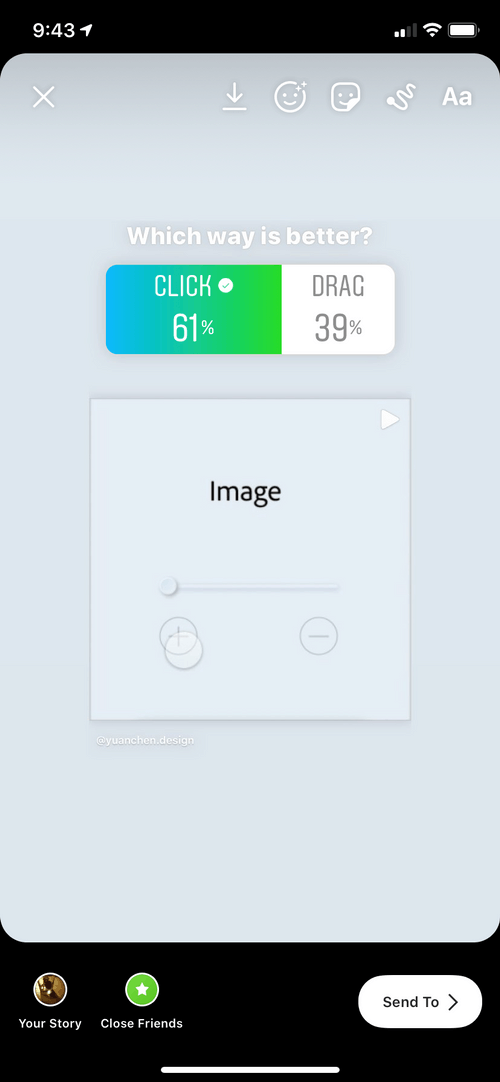 9:43
Aa
Which way is better?
CLICK DRAG
61% 39%
Image
@yuanchen.design
Send To
Your Story Close Friends